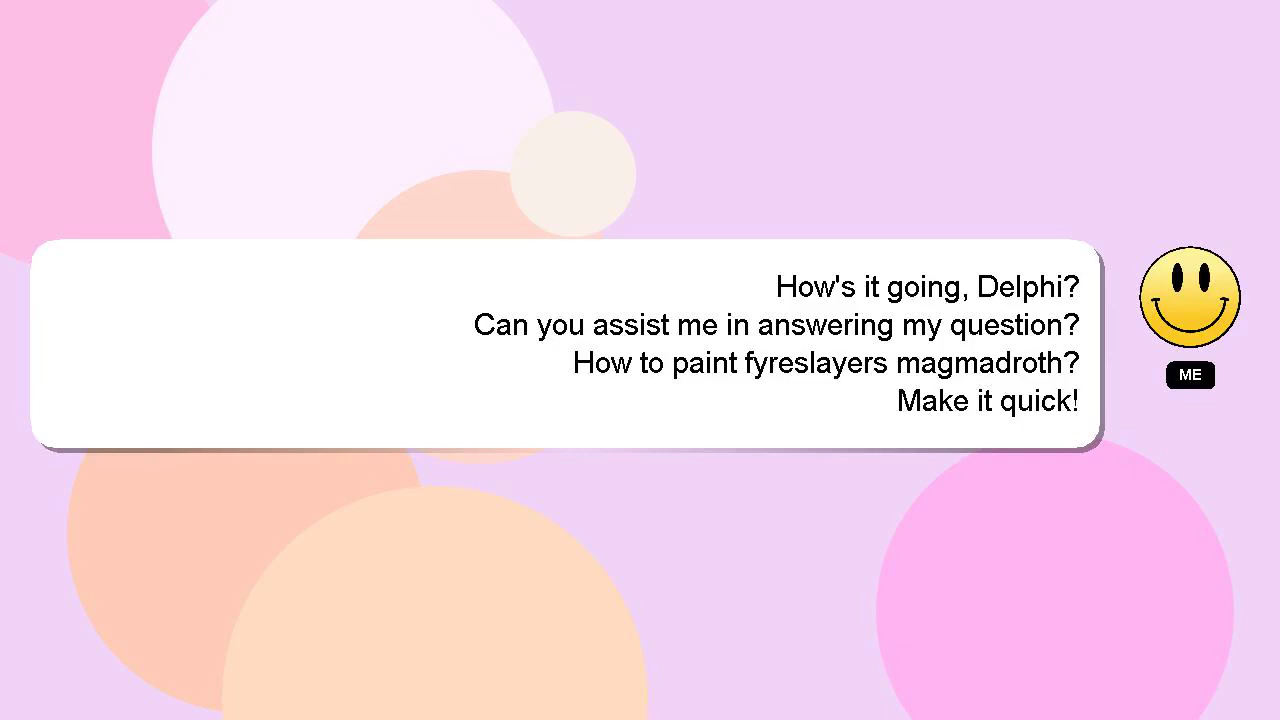 How's it going, Delphi?
Can you assist me in answering my question?
How to paint fyreslayers magmadroth?
Make it quick!
ME